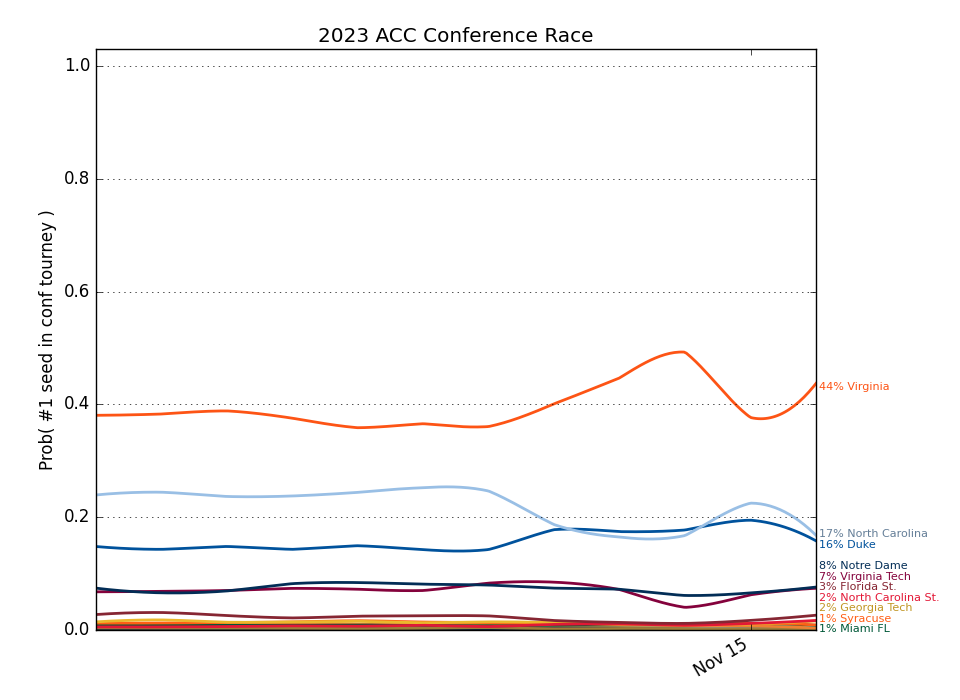 2023 ACC Conference Race
Prob( #1 seed in conf tourney )
1.0
0.8
0.6
0.4
0.2
0.0
44% Virginia
17% North Carolina
16% Duke
8% Notre Dame
7% Virginia Tech
3% Florida St.
2% North Carolina St.
2% Georgia Tech
1% Syracuse
1% Miami FL
Nov 15